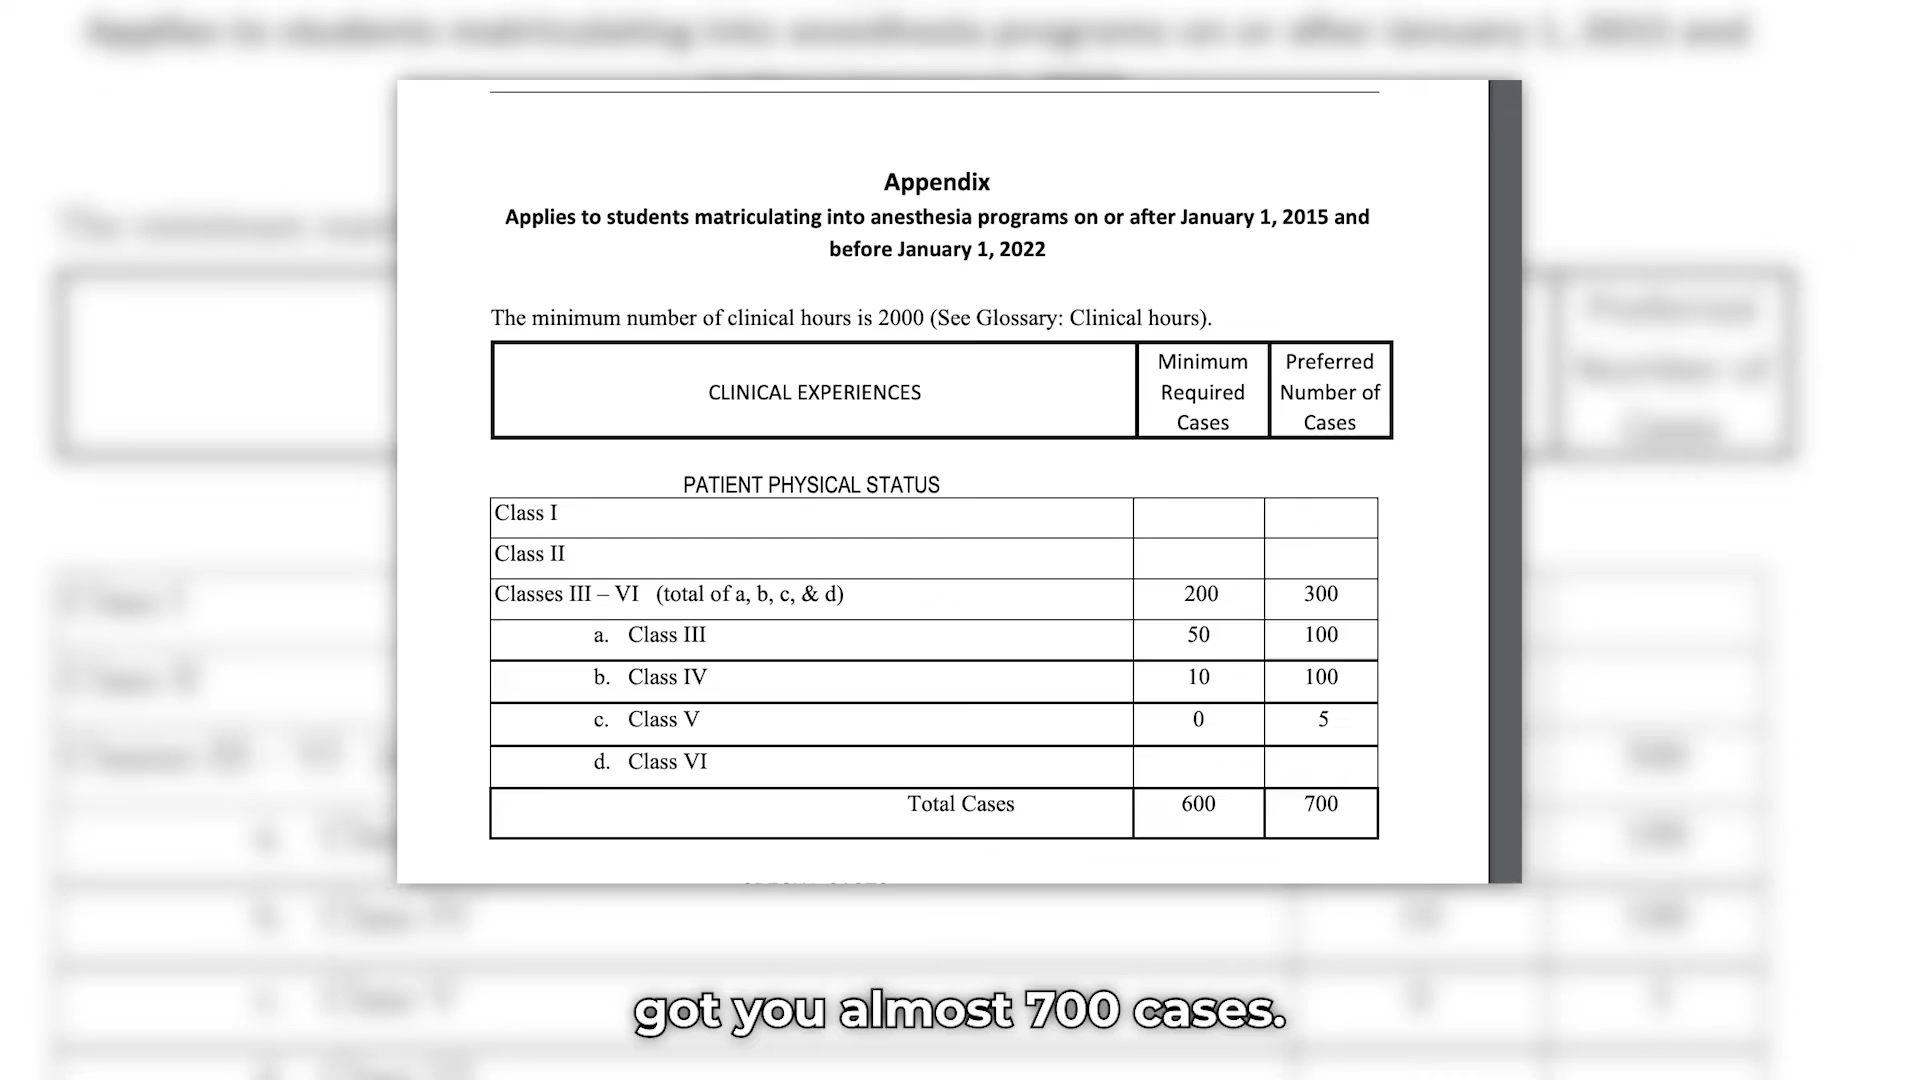 Appendix
Applies to students matriculating into anesthesia programs on or after January 1, 2015 and
before January 1, 2022
The minimum number of clinical hours is 2000 (See Glossary: Clinical hours).
CLINICAL EXPERIENCES
Minimum
Required
Cases
Preferred
Number of
Cases
PATIENT PHYSICAL STATUS
Class I
Class II
Classes III – VI (total of a, b, c, & d) 200 300
a. Class III 50 100
b. Class IV 10 100
c. Class V 0 5
d. Class VI
Total Cases 600 700
got you almost 700 cases.